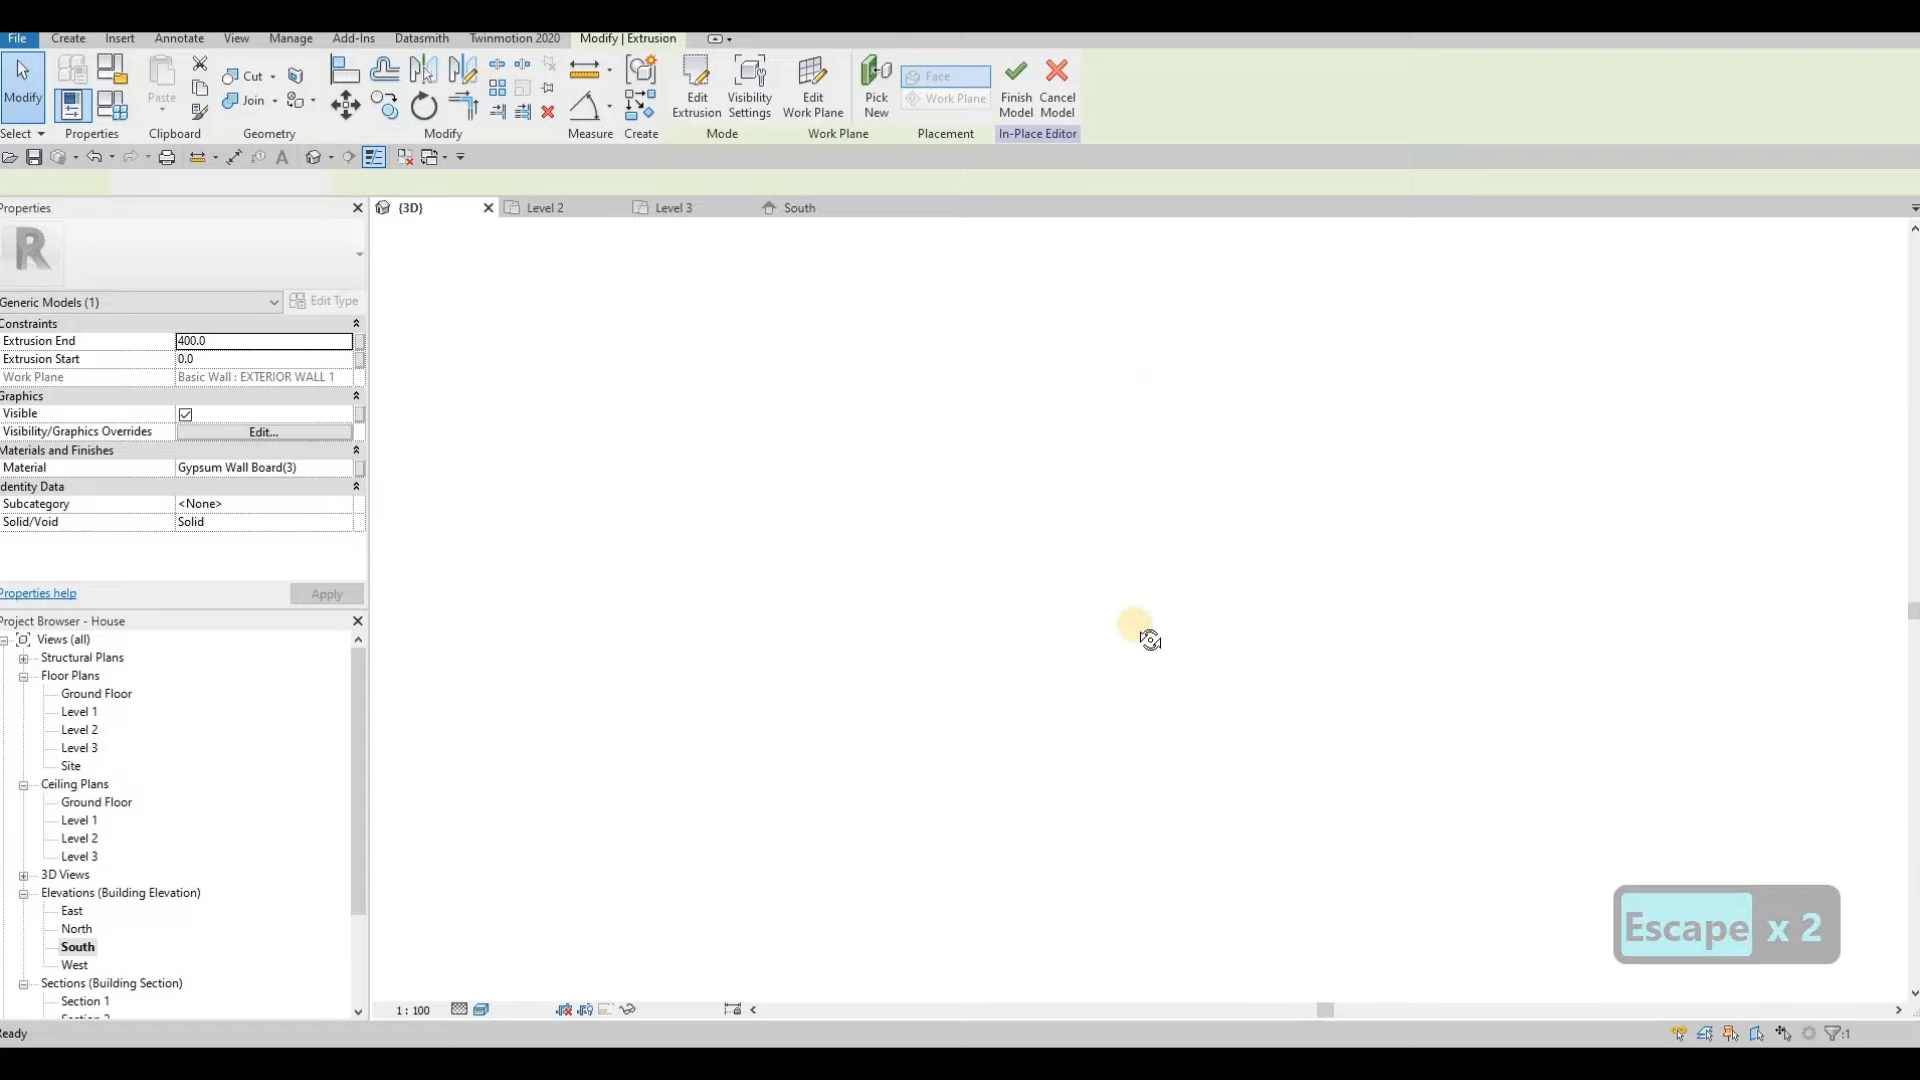 File Create Insert Annotate View Manage Add-Ins Datasmith Twinmotion 2020 Modify | Extrusion
Modify Paste Cut Join Edit Extrusion Visibility Settings Edit Work Plane Pick New Face Work Plane Finish Model Cancel Model
Select Properties Clipboard Geometry Modify Measure Create Mode Work Plane Placement In-Place Editor
Properties {3D} Level 2 Level 3 South
R
Generic Models (1) Edit Type
Constraints
Extrusion End 400.0
Extrusion Start 0.0
Work Plane Basic Wall : EXTERIOR WALL 1
Graphics
Visible
Visibility/Graphics Overrides Edit...
Materials and Finishes
Material Gypsum Wall Board(3)
Identity Data
Subcategory <None>
Solid/Void Solid
Properties help Apply
Project Browser - House
Views (all)
Structural Plans
Floor Plans
Ground Floor
Level 1
Level 2
Level 3
Site
Ceiling Plans
Ground Floor
Level 1
Level 2
Level 3
3D Views
Elevations (Building Elevation)
East
North
South
West
Sections (Building Section)
Section 1
Escape x 2
1 : 100
Ready :1